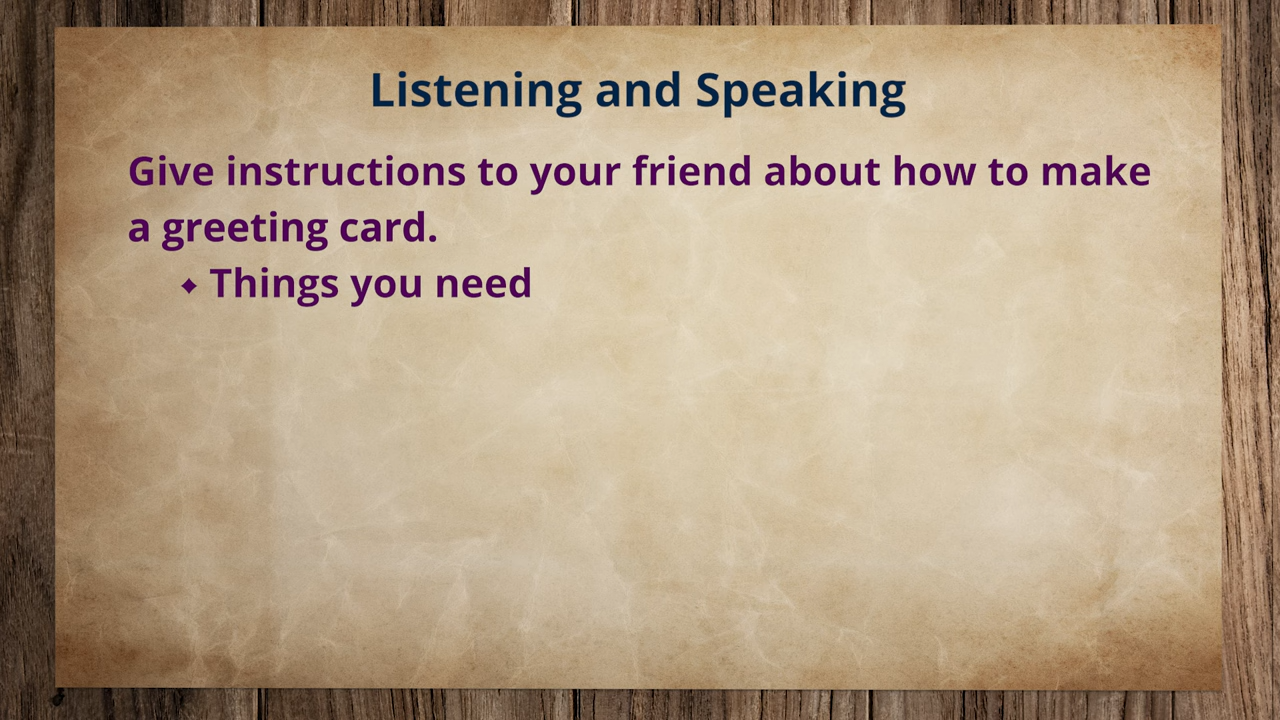 Listening and Speaking
Give instructions to your friend about how to make
a greeting card.
✦ Things you need